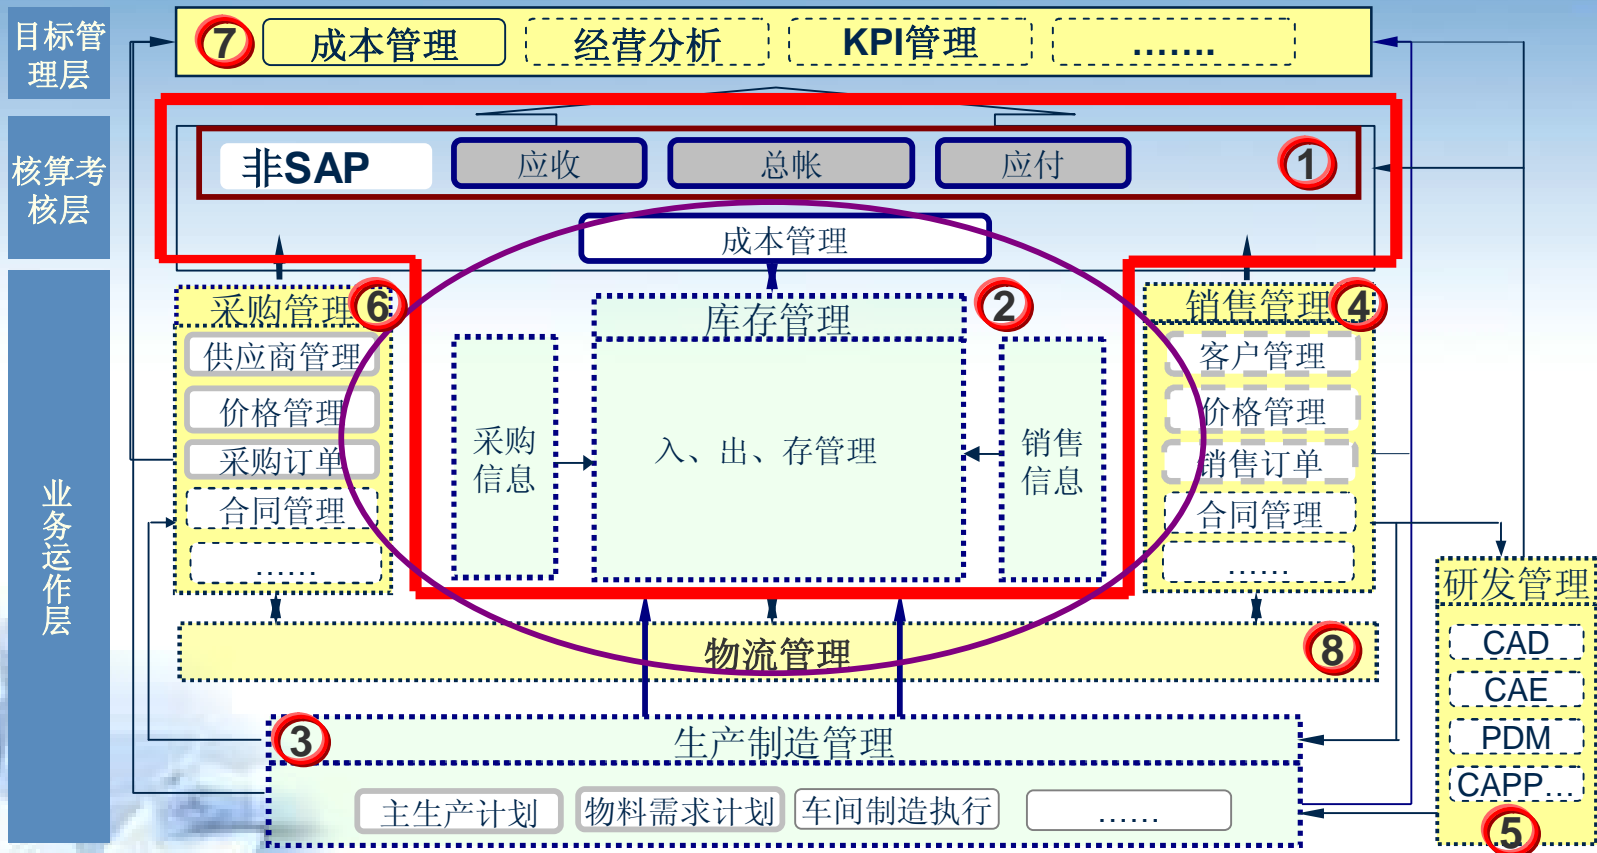 目标管
理层
⑦
成本管理
经营分析
KPI管理
…….
核算考
核层
非SAP
应收
总帐
应付
①
成本管理
业务运作层
采购管理
⑥
供应商管理
价格管理
采购订单
合同管理
……
采购
信息
库存管理
②
入、出、存管理
销售
信息
销售管理
④
客户管理
价格管理
销售订单
合同管理
……
研发管理
CAD
CAE
PDM
CAPP…
⑤
物流管理
⑧
③
生产制造管理
主生产计划
物料需求计划
车间制造执行
……